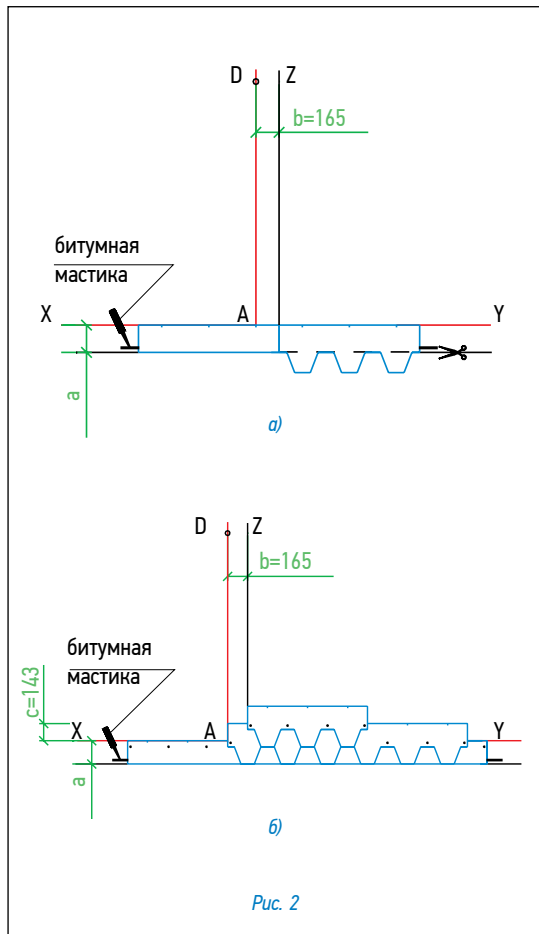 D Z
b=165
битумная
мастика
X A Y
a
а)
D Z
b=165
битумная
мастика
c=143
X A Y
a
б)
Рис. 2